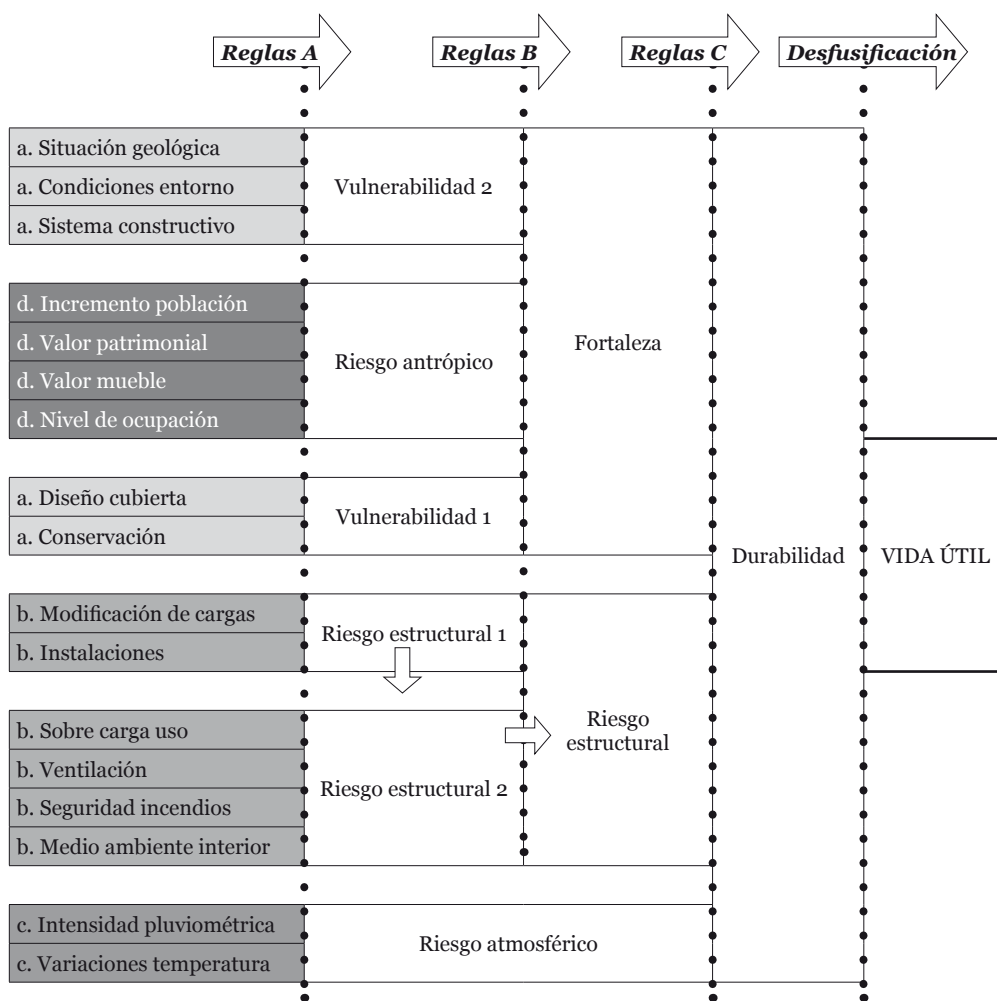 Reglas A
Reglas B
Reglas C
Desfusificación
a. Situación geológica
a. Condiciones entorno
a. Sistema constructivo
Vulnerabilidad 2
d. Incremento población
d. Valor patrimonial
d. Valor mueble
d. Nivel de ocupación
Riesgo antrópico
Fortaleza
a. Diseño cubierta
a. Conservación
Vulnerabilidad 1
Durabilidad
VIDA ÚTIL
b. Modificación de cargas
b. Instalaciones
Riesgo estructural 1
b. Sobre carga uso
b. Ventilación
b. Seguridad incendios
b. Medio ambiente interior
Riesgo estructural 2
Riesgo
estructural
c. Intensidad pluviométrica
c. Variaciones temperatura
Riesgo atmosférico